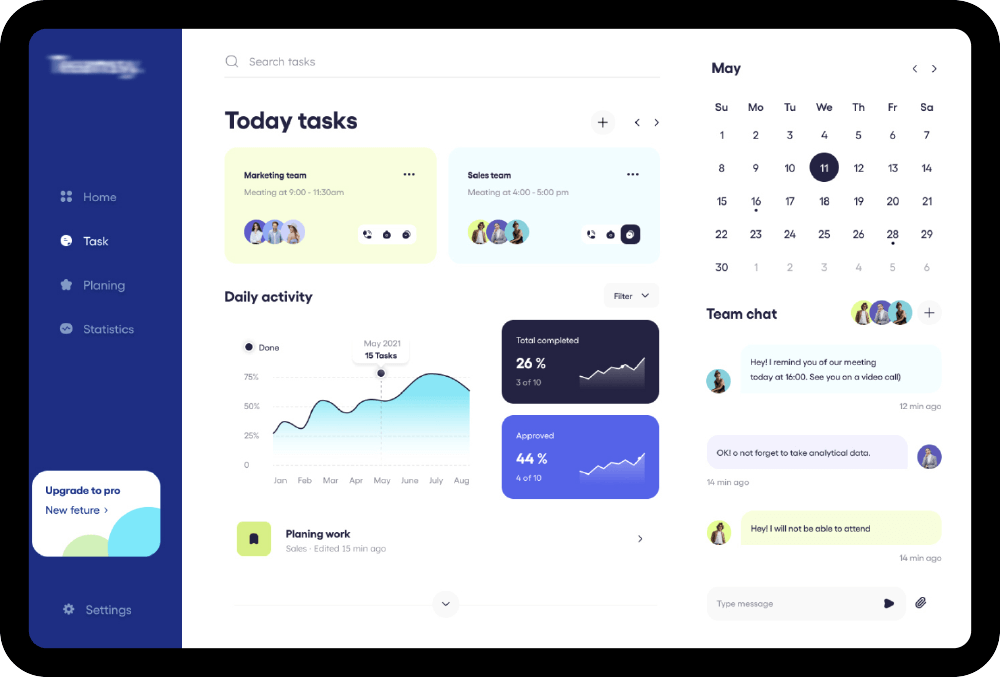 Home
Task
Planing
Statistics
Upgrade to pro
New feture ›
Settings
Search tasks
Today tasks
Marketing team
Meating at 9:00 - 11:30am
Sales team
Meating at 4:00 - 5:00 pm
Daily activity
Filter
Done
May 2021
15 Tasks
75%
50%
25%
0
Jan Feb Mar Apr May June July Aug
Total completed
26 %
3 of 10
Approved
44 %
4 of 10
Planing work
Sales · Edited 15 min ago
May
Su Mo Tu We Th Fr Sa
1 2 3 4 5 6 7
8 9 10 11 12 13 14
15 16 17 18 19 20 21
22 23 24 25 26 28 29
30 1 2 3 4 5 6
Team chat
Hey! I remind you of our meeting
today at 16:00. See you on a video call)
12 min ago
OK! o not forget to take analytical data.
14 min ago
Hey! I will not be able to attend
14 min ago
Type message